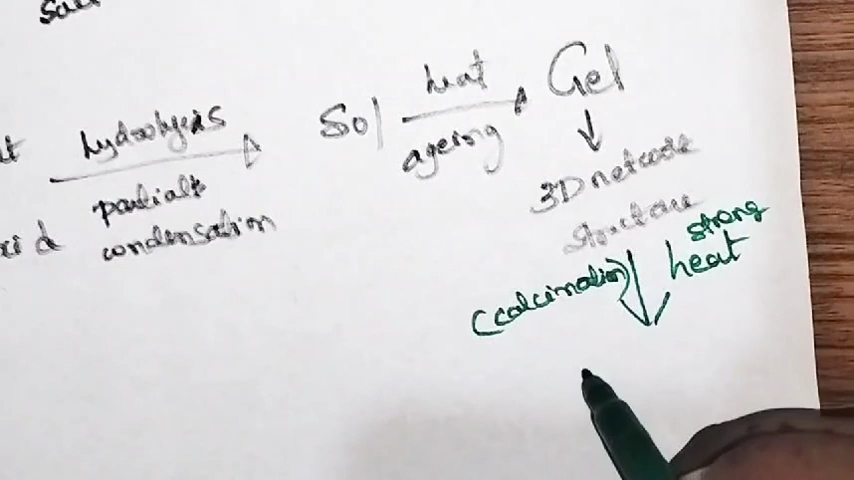 heat
Gel
Sol
hydrolysis
ageing
partial
condensation
3D network
structure
strong
heat
(calcination)